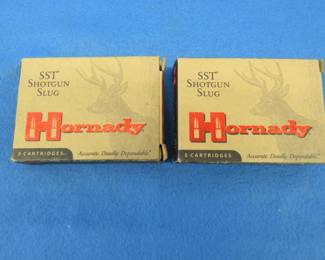 SST®
SHOTGUN
SLUG
Hornady
5 CARTRIDGES
Accurate. Deadly. Dependable.®
SST®
SHOTGUN
SLUG
Hornady
5 CARTRIDGES
Accurate. Deadly. Dependable.®